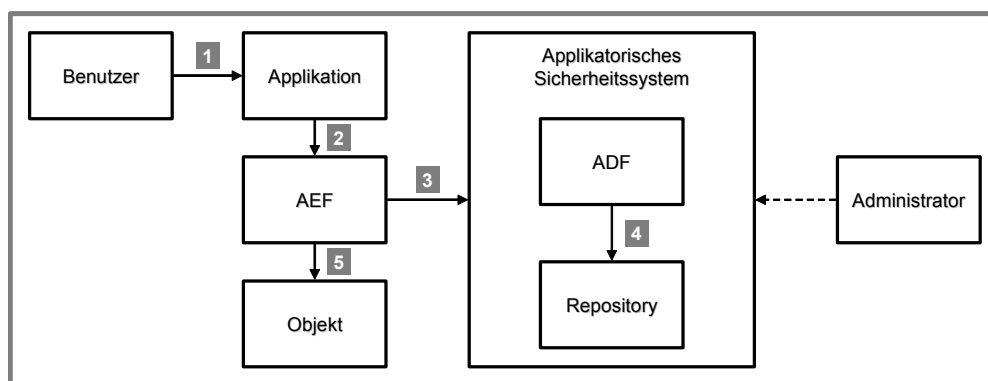 Benutzer
1
Applikation
Applikatorisches
Sicherheitssystem
2
AEF
3
ADF
Administrator
4
5
Objekt
Repository